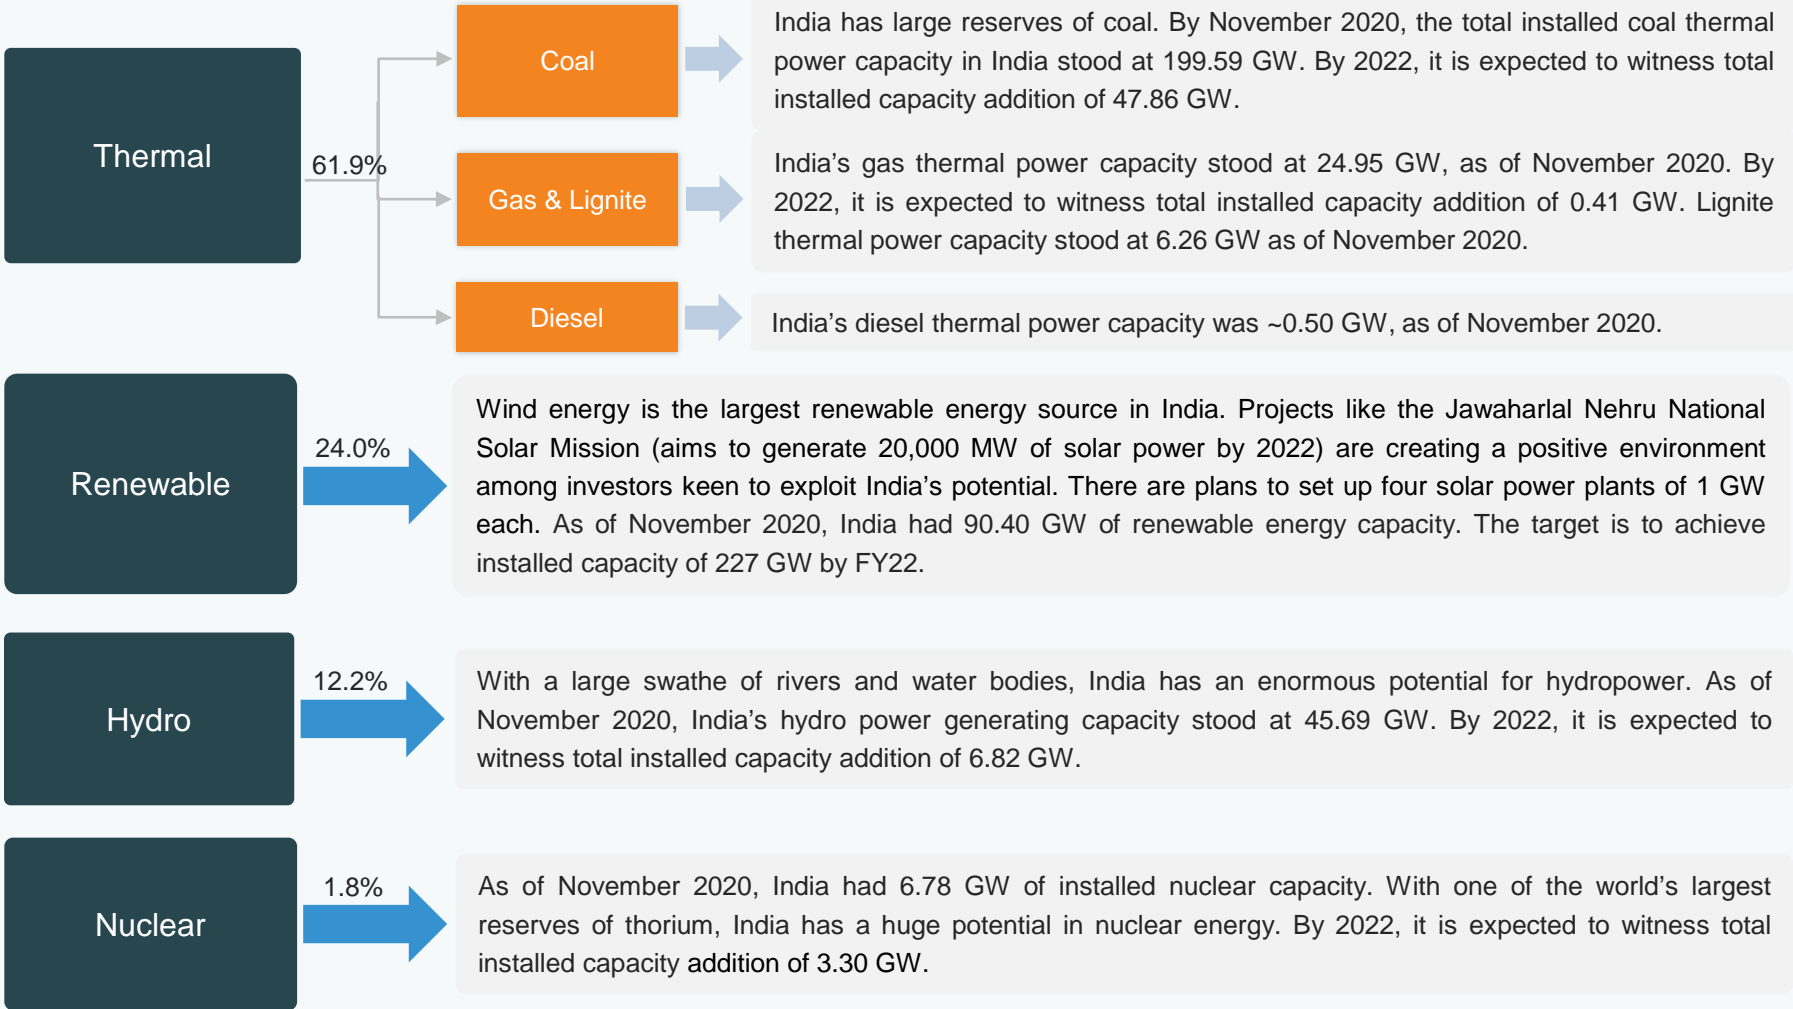 Thermal
61.9%
Coal
India has large reserves of coal. By November 2020, the total installed coal thermal
power capacity in India stood at 199.59 GW. By 2022, it is expected to witness total
installed capacity addition of 47.86 GW.
Gas & Lignite
India’s gas thermal power capacity stood at 24.95 GW, as of November 2020. By
2022, it is expected to witness total installed capacity addition of 0.41 GW. Lignite
thermal power capacity stood at 6.26 GW as of November 2020.
Diesel
India’s diesel thermal power capacity was ~0.50 GW, as of November 2020.
Renewable
24.0%
Wind energy is the largest renewable energy source in India. Projects like the Jawaharlal Nehru National
Solar Mission (aims to generate 20,000 MW of solar power by 2022) are creating a positive environment
among investors keen to exploit India’s potential. There are plans to set up four solar power plants of 1 GW
each. As of November 2020, India had 90.40 GW of renewable energy capacity. The target is to achieve
installed capacity of 227 GW by FY22.
Hydro
12.2%
With a large swathe of rivers and water bodies, India has an enormous potential for hydropower. As of
November 2020, India’s hydro power generating capacity stood at 45.69 GW. By 2022, it is expected to
witness total installed capacity addition of 6.82 GW.
Nuclear
1.8%
As of November 2020, India had 6.78 GW of installed nuclear capacity. With one of the world’s largest
reserves of thorium, India has a huge potential in nuclear energy. By 2022, it is expected to witness total
installed capacity addition of 3.30 GW.